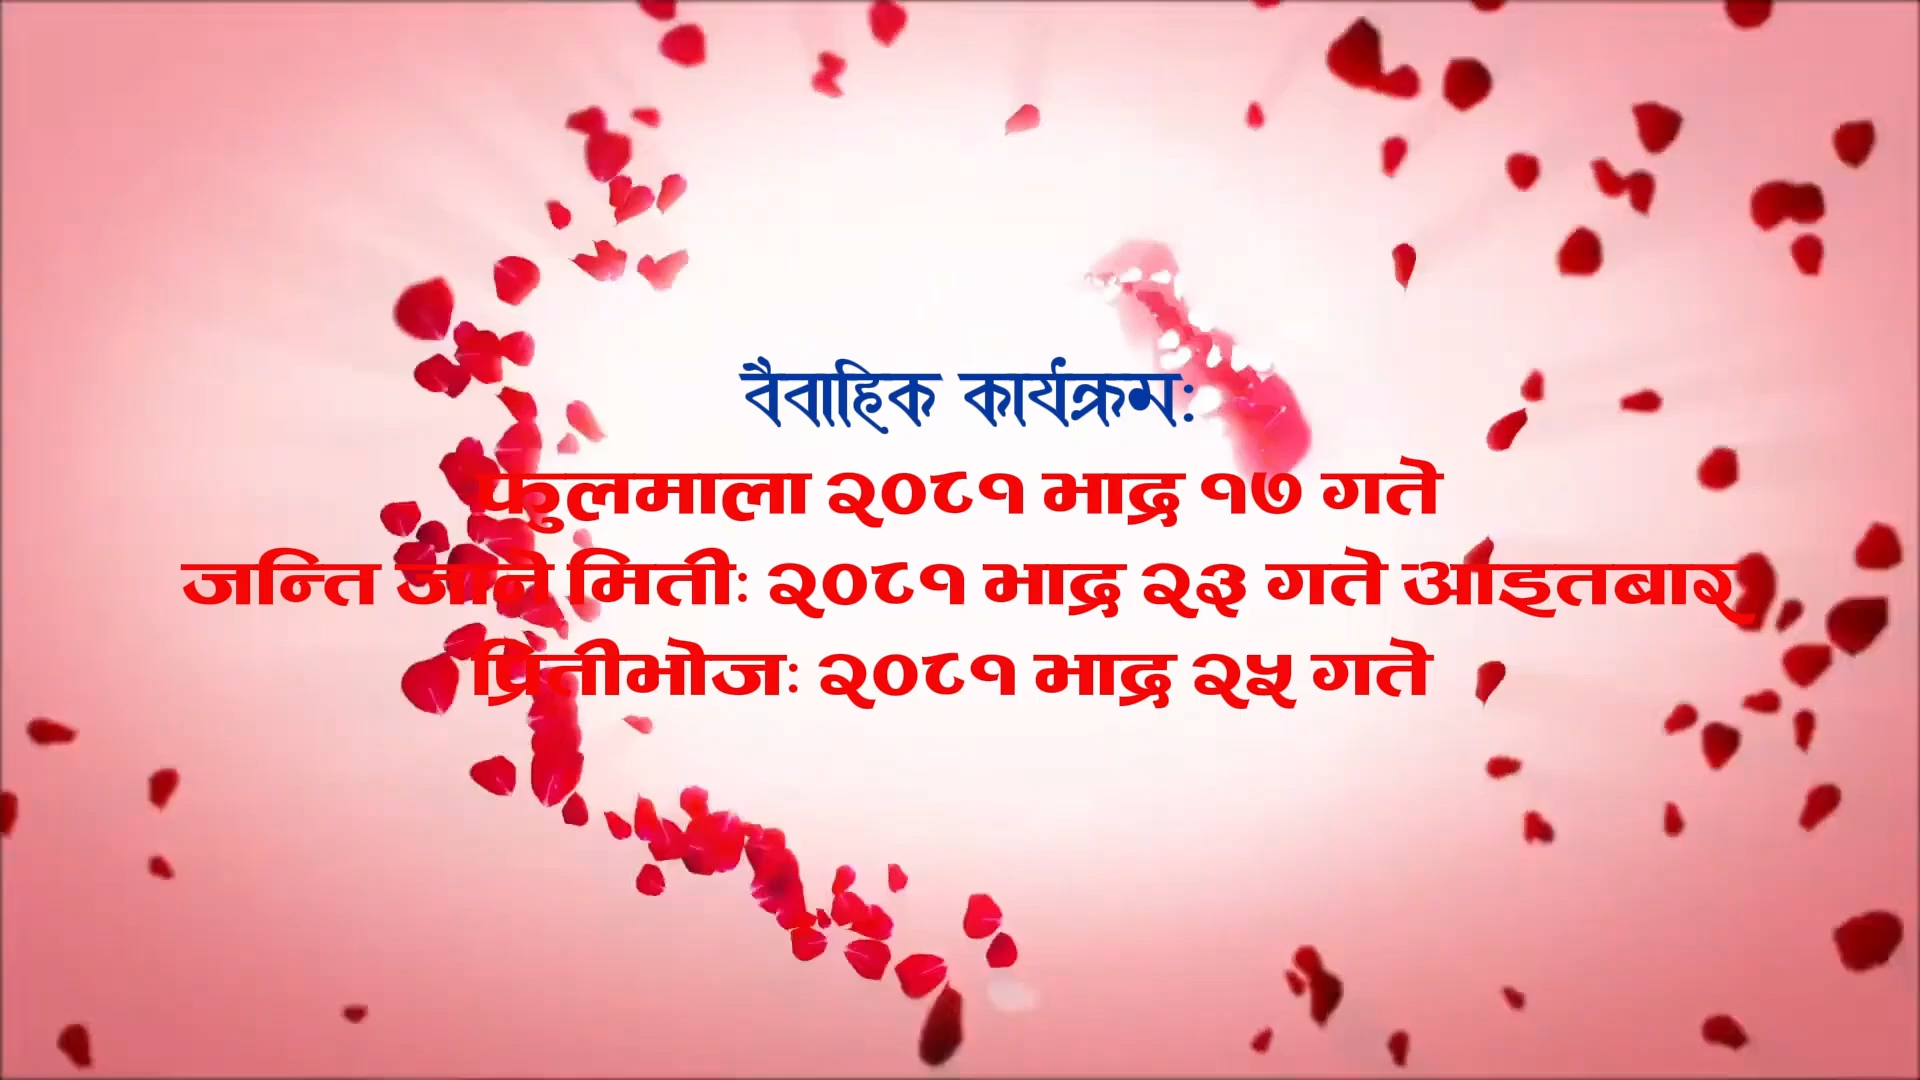 वैवाहिक कार्यक्रम:
फुलमाला २०८१ भाद्र १७ गते
जन्ति जाने मिती: २०८१ भाद्र २३ गते आइतबार
प्रितीभोज: २०८१ भाद्र २५ गते